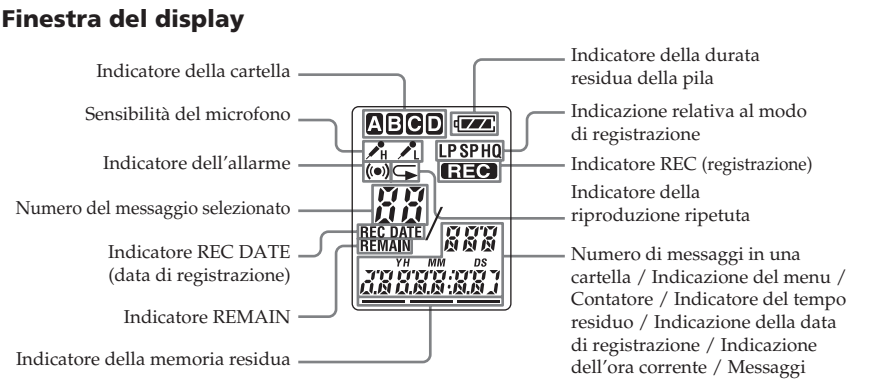 Finestra del display
Indicatore della cartella
Sensibilità del microfono
Indicatore dell'allarme
Numero del messaggio selezionato
Indicatore REC DATE
(data di registrazione)
Indicatore REMAIN
Indicatore della memoria residua
ABCD
H L
LP SP HQ
REC
REC DATE
REMAIN
YH MM DS
Indicatore della durata
residua della pila
Indicazione relativa al modo
di registrazione
Indicatore REC (registrazione)
Indicatore della
riproduzione ripetuta
Numero di messaggi in una
cartella / Indicazione del menu /
Contatore / Indicatore del tempo
residuo / Indicazione della data
di registrazione / Indicazione
dell'ora corrente / Messaggi